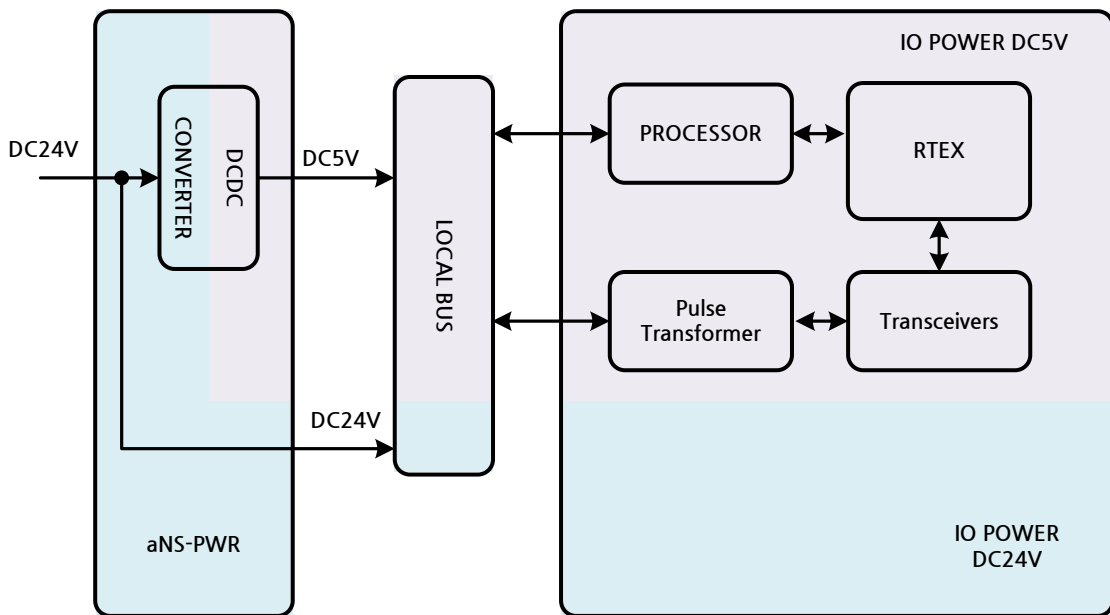 IO POWER DC5V
DC24V
CONVERTER
DCDC
DC5V
LOCAL BUS
PROCESSOR
RTEX
Pulse
Transformer
Transceivers
DC24V
aNS-PWR
IO POWER
DC24V